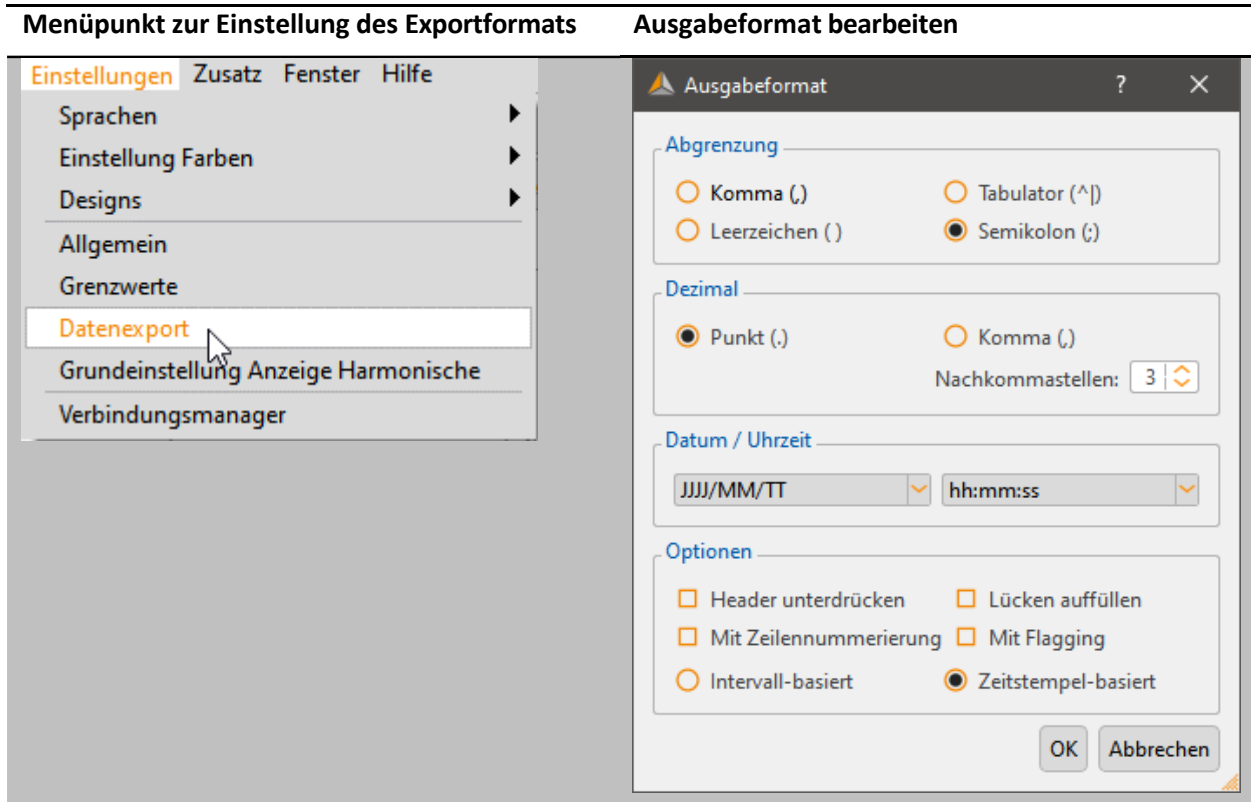 Menüpunkt zur Einstellung des Exportformats
Ausgabeformat bearbeiten
Einstellungen Zusatz Fenster Hilfe
Sprachen
Einstellung Farben
Designs
Allgemein
Grenzwerte
Datenexport
Grundeinstellung Anzeige Harmonische
Verbindungsmanager
Ausgabeformat ?
Abgrenzung
Komma (,) Tabulator (^|)
Leerzeichen ( ) Semikolon (;)
Dezimal
Punkt (.) Komma (,)
Nachkommastellen: 3
Datum / Uhrzeit
JJJJ/MM/TT hh:mm:ss
Optionen
Header unterdrücken Lücken auffüllen
Mit Zeilennummerierung Mit Flagging
Intervall-basiert Zeitstempel-basiert
OK Abbrechen